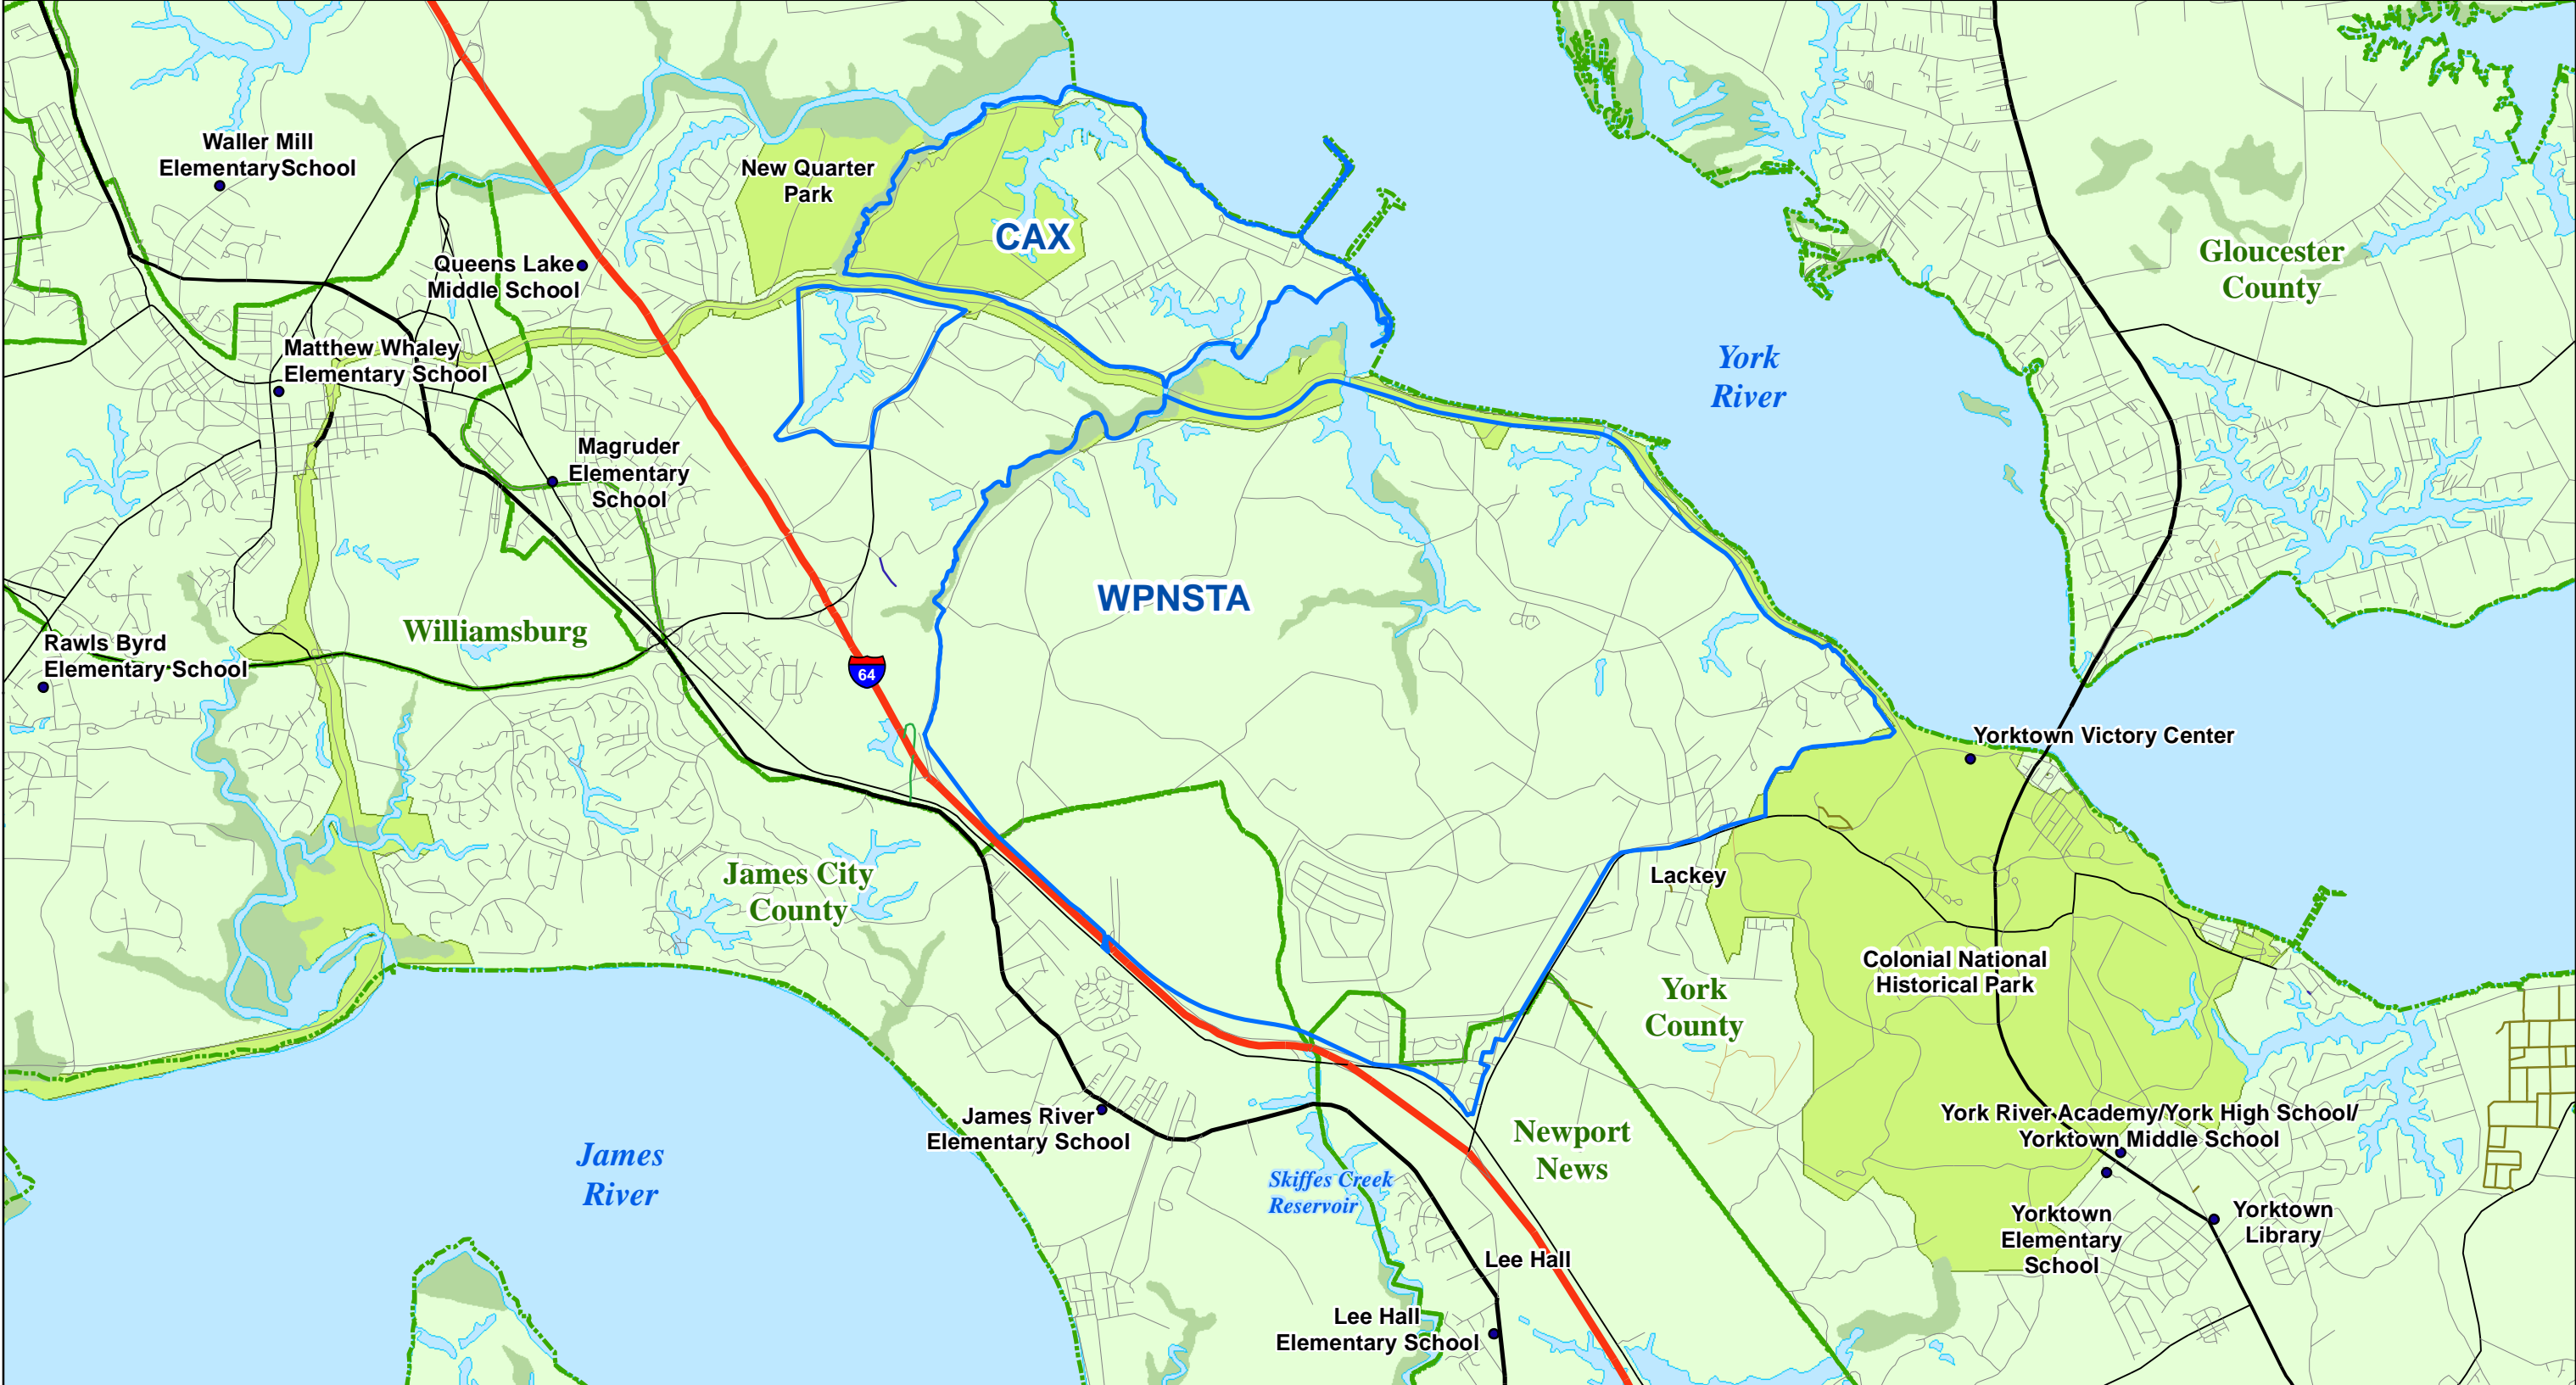 Waller Mill
ElementarySchool
New Quarter
Park
CAX
Gloucester
County
Queens Lake
Middle School
York
River
Matthew Whaley
Elementary School
Magruder
Elementary
School
WPNSTA
Williamsburg
Rawls Byrd
Elementary School
64
Yorktown Victory Center
James City
County
Lackey
Colonial National
Historical Park
York
County
James River
Elementary School
York River Academy/York High School/
Yorktown Middle School
Newport
News
James
River
Skiffes Creek
Reservoir
Yorktown
Elementary
School
Yorktown
Library
Lee Hall
Lee Hall
Elementary School